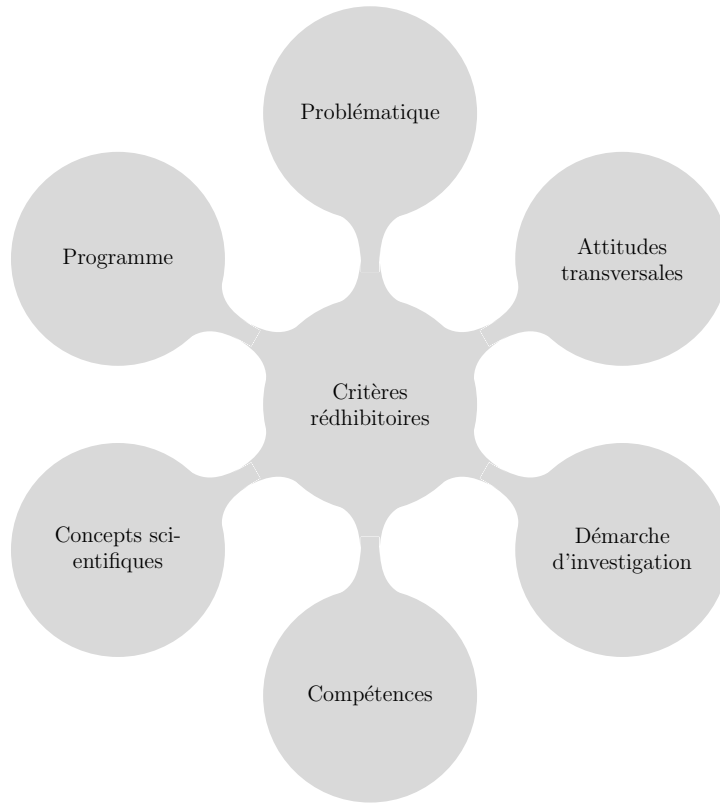 Problématique
Programme
Attitudes
transversales
Critères
rédhibitoires
Concepts sci-
entifiques
Démarche
d'investigation
Compétences